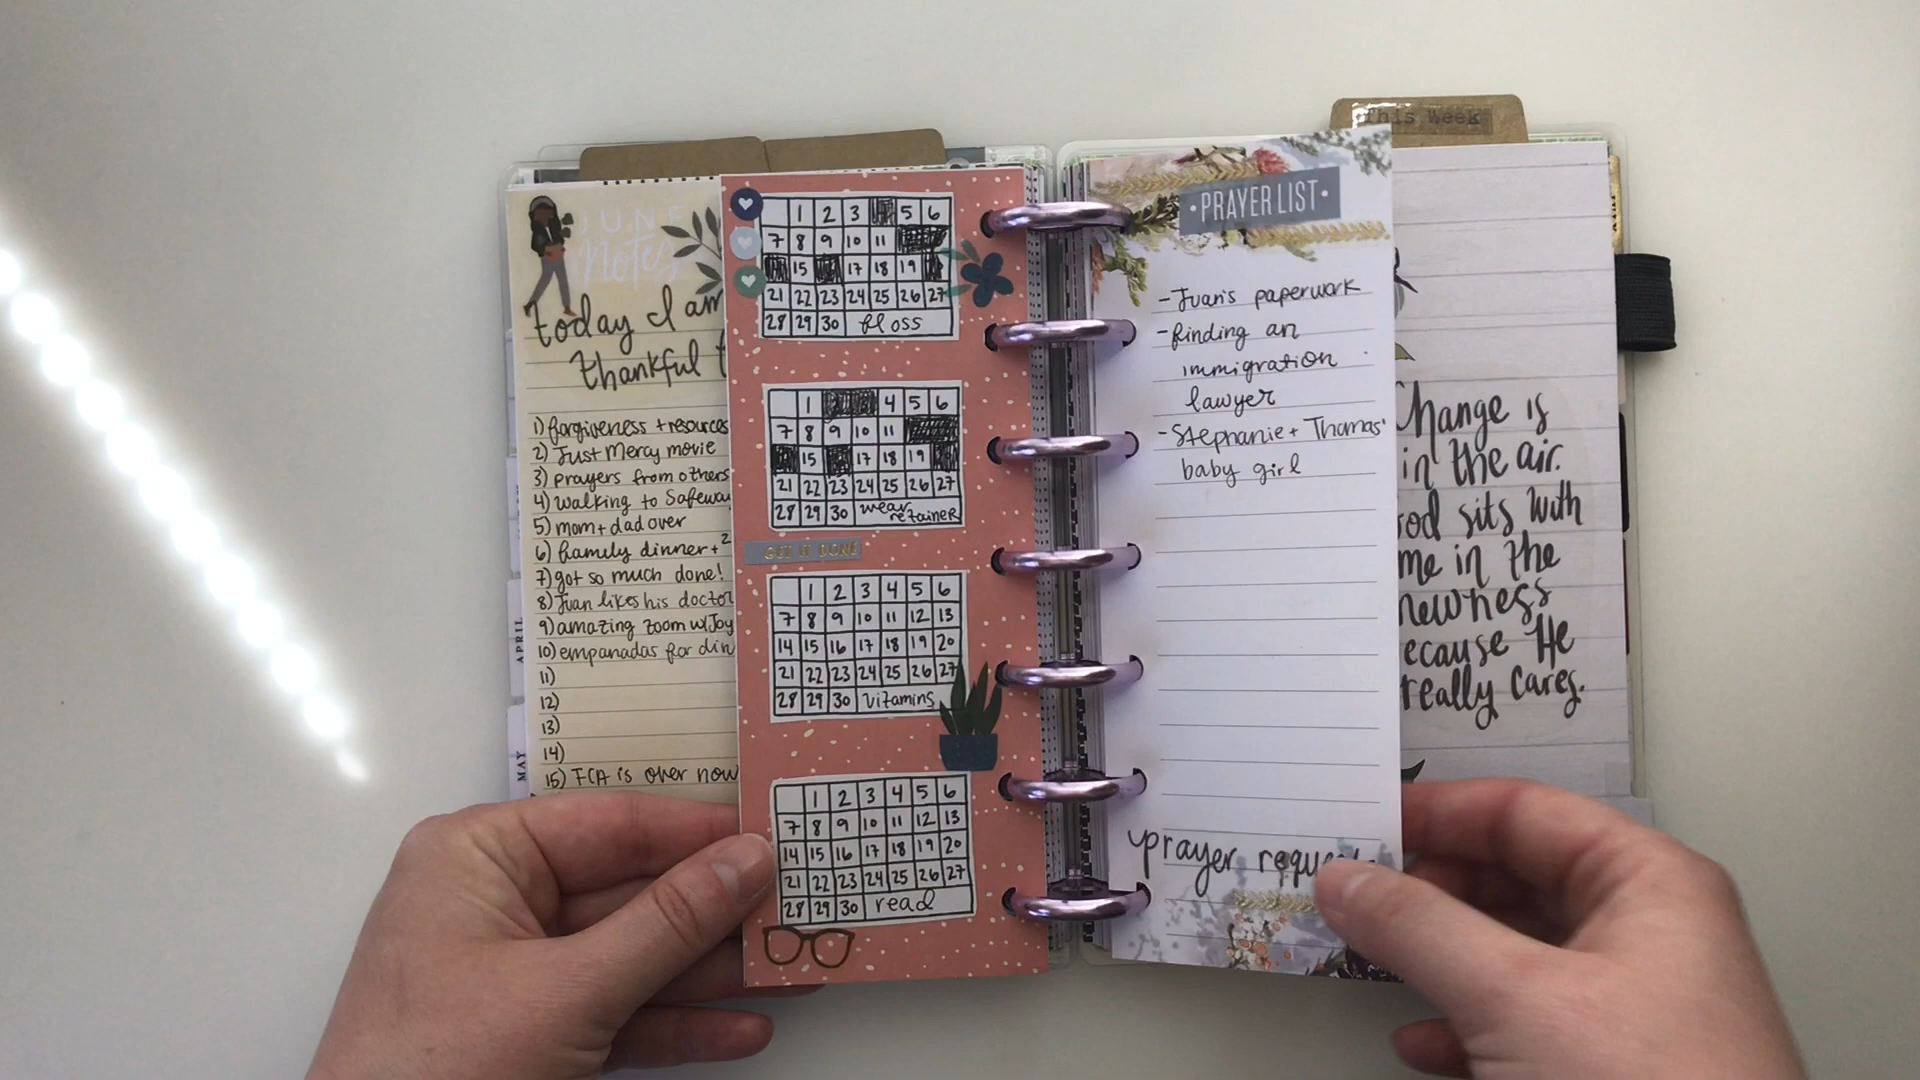 This Week
JUNE
Notes
today I am
thankful
1) forgiveness + resources
2) Just Mercy movie
3) prayers from others
4) walking to Safeway
5) mom + dad over
6) family dinner + 2
7) got so much done!
8) Juan likes his doctor
9) amazing zoom w/ Joy
10) empanadas for din
11)
12)
13)
14)
15) FCA is over now
APRIL
MAY
1 2 3 5 6
7 8 9 10 11
15 17 18 19
21 22 23 24 25 26 27
28 29 30 floss
1 4 5 6
7 8 9 10 11
15 17 18 19
21 22 23 24 25 26 27
28 29 30 wear retainer
GET IT DONE
1 2 3 4 5 6
7 8 9 10 11 12 13
14 15 16 17 18 19 20
21 22 23 24 25 26 27
28 29 30 vitamins
1 2 3 4 5 6
7 8 9 10 11 12 13
14 15 16 17 18 19 20
21 22 23 24 25 26 27
28 29 30 read
•PRAYER LIST•
- Juan's paperwork
- finding an
immigration
lawyer
- Stephanie + Thomas'
baby girl
prayer
Change is
in the air.
God sits with
me in the
newness
because He
really cares.